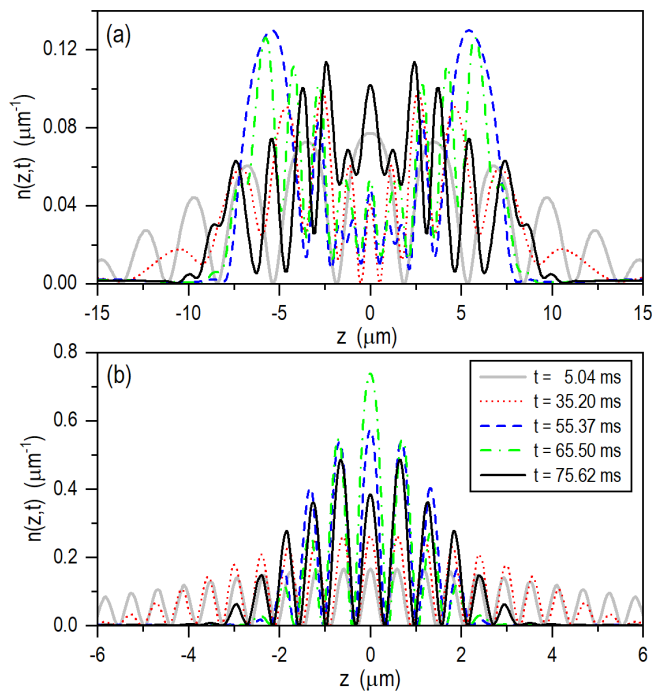 (a)
n(z,t) (μm⁻¹)
0.12
0.08
0.04
0.00
-15 -10 -5 0 5 10 15
z (μm)
(b)
n(z,t) (μm⁻¹)
0.8
0.6
0.4
0.2
0.0
t = 5.04 ms
t = 35.20 ms
t = 55.37 ms
t = 65.50 ms
t = 75.62 ms
-6 -4 -2 0 2 4 6
z (μm)